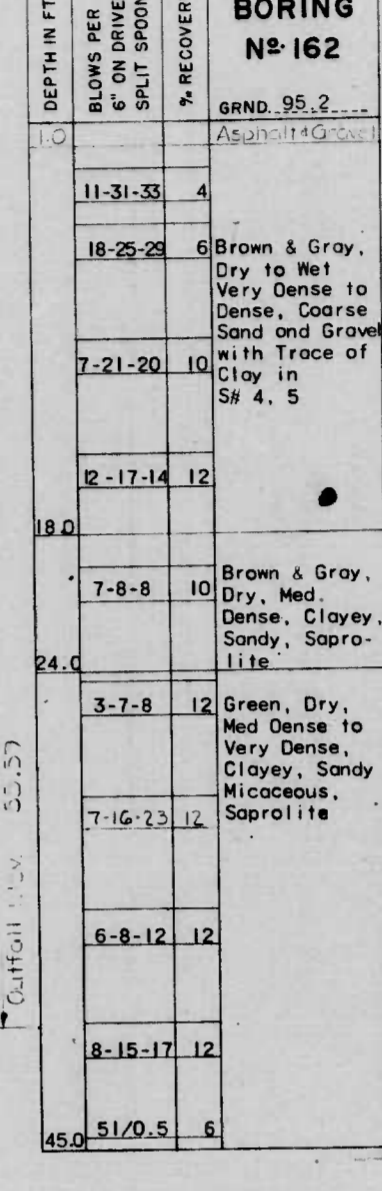 DEPTH IN FT
BLOWS PER
6" ON DRIVE
SPLIT SPOON
% RECOVER
BORING
Nº 162
GRND. 95.2
1.0
Asphalt & Gravel
11-31-33 4
18-25-29 6
Brown & Gray,
Dry to Wet
Very Dense to
Dense, Coarse
Sand and Gravel
with Trace of
Clay in
S# 4, 5
7-21-20 10
12-17-14 12
18.0
7-8-8 10
Brown & Gray,
Dry, Med.
Dense, Clayey,
Sandy, Sapro-
lite
24.0
3-7-8 12
Green, Dry,
Med Dense to
Very Dense,
Clayey, Sandy
Micaceous,
Saprolite
7-16-23 12
6-8-12 12
8-15-17 12
51/0.5 6
45.0
Outfall